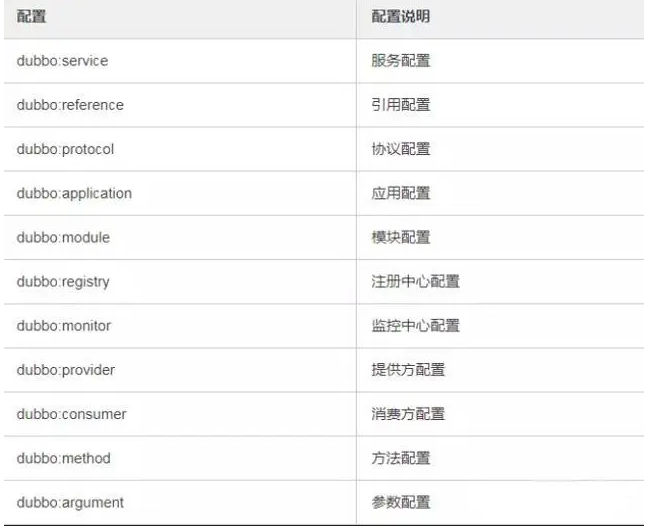 配置 配置说明
dubbo:service 服务配置
dubbo:reference 引用配置
dubbo:protocol 协议配置
dubbo:application 应用配置
dubbo:module 模块配置
dubbo:registry 注册中心配置
dubbo:monitor 监控中心配置
dubbo:provider 提供方配置
dubbo:consumer 消费方配置
dubbo:method 方法配置
dubbo:argument 参数配置